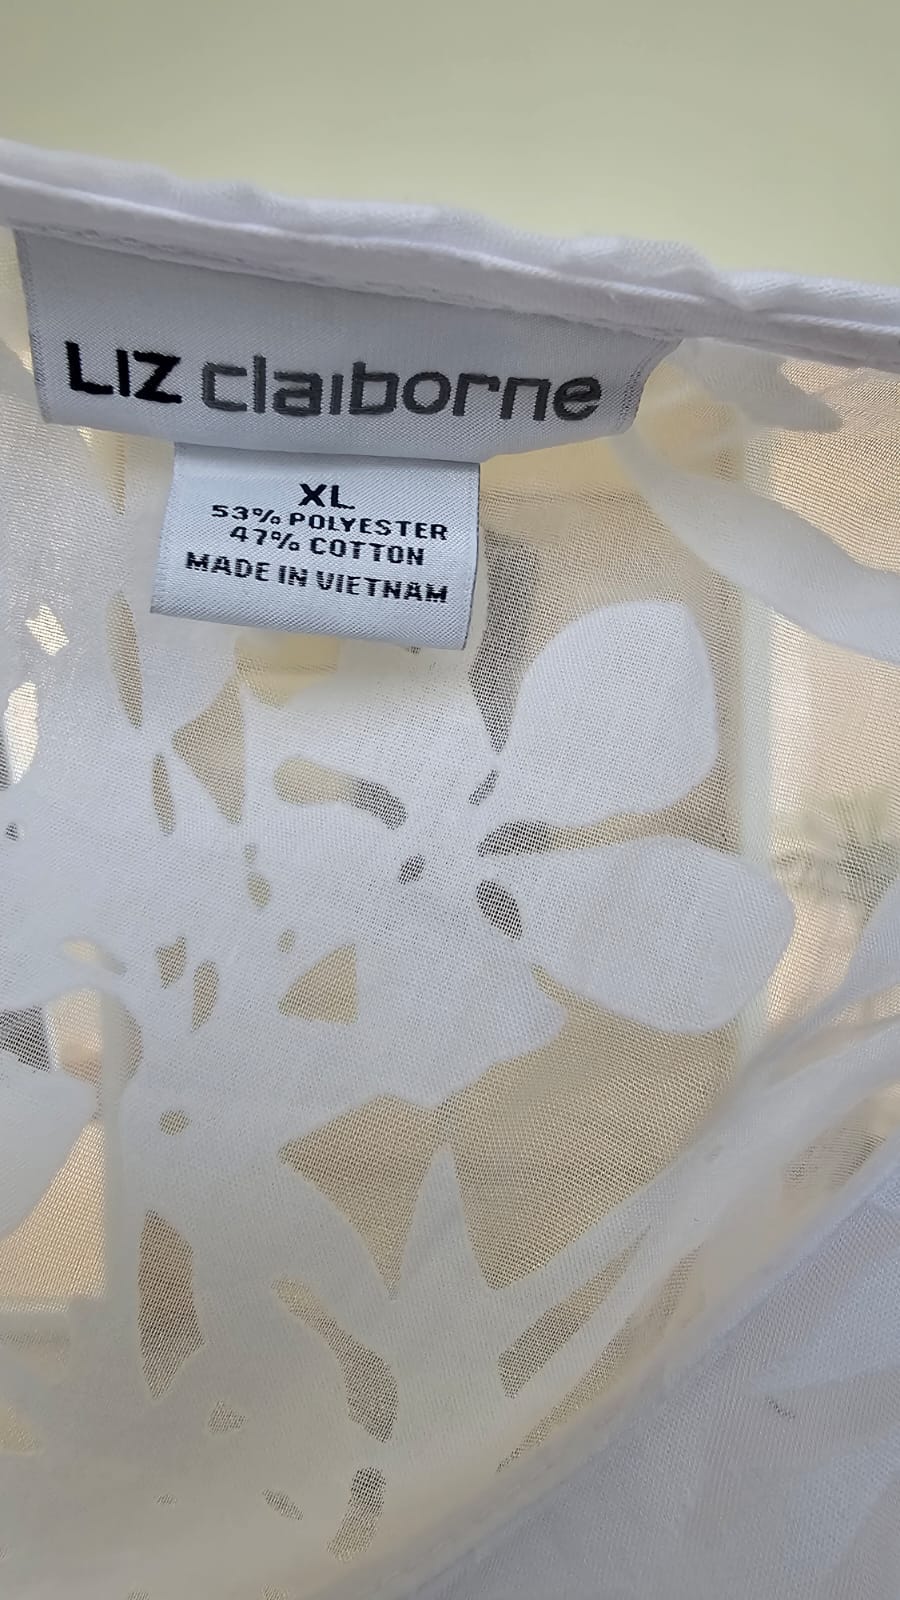 LIZ claiborne
XL
53% POLYESTER
47% COTTON
MADE IN VIETNAM